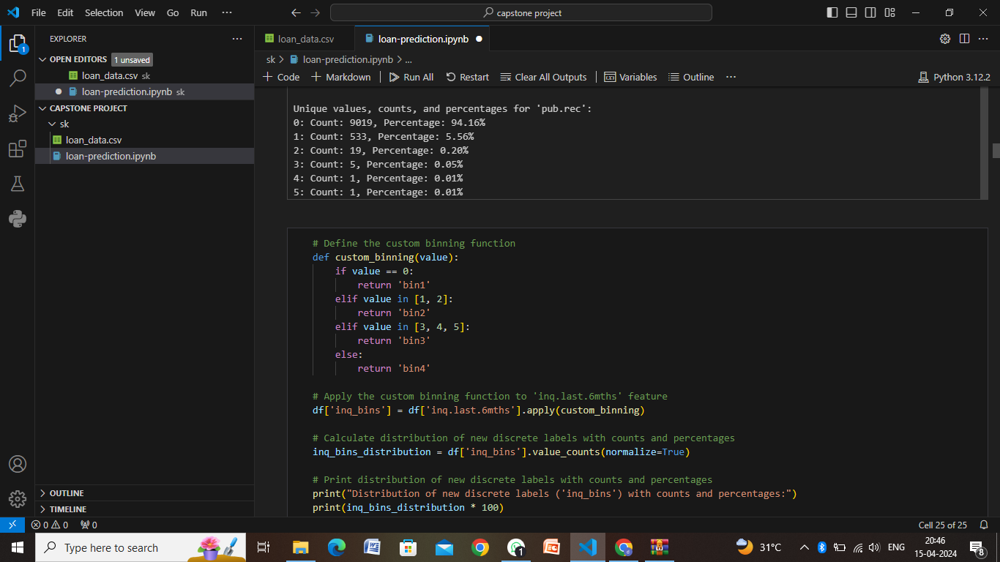 File Edit Selection View Go Run ···
capstone project
EXPLORER ···
OPEN EDITORS 1 unsaved
loan_data.csv sk
loan-prediction.ipynb sk
CAPSTONE PROJECT
sk
loan_data.csv
loan-prediction.ipynb
OUTLINE
TIMELINE
loan_data.csv loan-prediction.ipynb
sk > loan-prediction.ipynb > ...
+ Code + Markdown | Run All Restart Clear All Outputs | Variables Outline ··· Python 3.12.2
Unique values, counts, and percentages for 'pub.rec':
0: Count: 9019, Percentage: 94.16%
1: Count: 533, Percentage: 5.56%
2: Count: 19, Percentage: 0.20%
3: Count: 5, Percentage: 0.05%
4: Count: 1, Percentage: 0.01%
5: Count: 1, Percentage: 0.01%
# Define the custom binning function
def custom_binning(value):
    if value == 0:
        return 'bin1'
    elif value in [1, 2]:
        return 'bin2'
    elif value in [3, 4, 5]:
        return 'bin3'
    else:
        return 'bin4'
# Apply the custom binning function to 'inq.last.6mths' feature
df['inq_bins'] = df['inq.last.6mths'].apply(custom_binning)
# Calculate distribution of new discrete labels with counts and percentages
inq_bins_distribution = df['inq_bins'].value_counts(normalize=True)
# Print distribution of new discrete labels with counts and percentages
print("Distribution of new discrete labels ('inq_bins') with counts and percentages:")
print(inq_bins_distribution * 100)
0 0 0 Cell 25 of 25
Type here to search 31°C ENG 20:46
15-04-2024 8